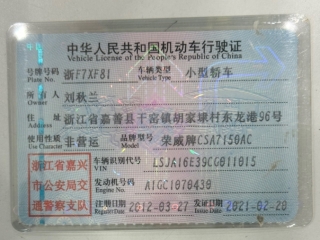 中华人民共和国机动车行驶证
Vehicle License of the People's Republic of China
号牌号码 浙F7XF81 车辆类型 小型轿车
Plate No. Vehicle Type
所有人 刘秋兰
Owner
住址 浙江省嘉善县干窑镇胡家埭村东龙港96号
Address
使用性质 非营运 品牌型号 荣威牌CSA7150AC
Use Character Model
浙江省嘉兴 车辆识别代号 LSJA16E39CG011015
VIN
市公安局交 发动机号码 A1GC1070430
Engine No.
通警察支队 注册日期 2012-03-27 发证日期 2021-02-20
Register Date Issue Date